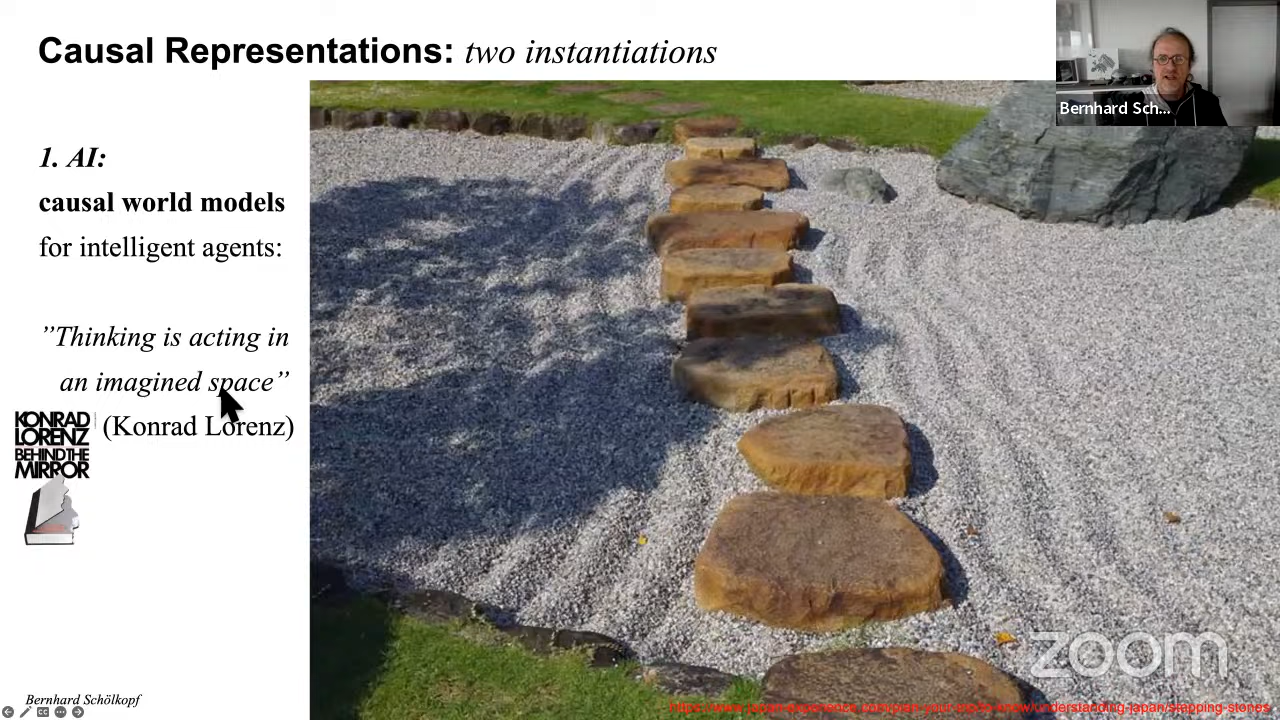 Causal Representations: two instantiations
Bernhard Sch...
1. AI:
causal world models
for intelligent agents:
”Thinking is acting in
an imagined space”
(Konrad Lorenz)
KONRAD
LORENZ
BEHIND THE
MIRROR
zoom
Bernhard Schölkopf